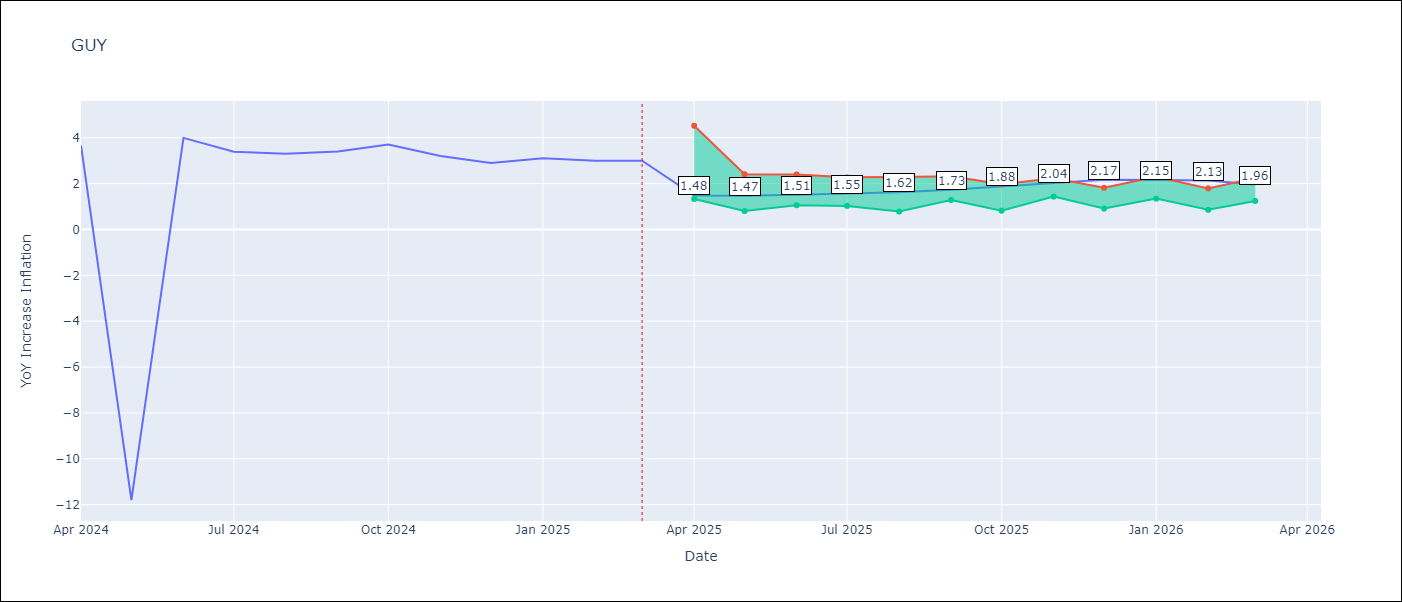 GUY
YoY Increase Inflation
4
2
0
−2
−4
−6
−8
−10
−12
1.48
1.47
1.51
1.55
1.62
1.73
1.88
2.04
2.17
2.15
2.13
1.96
Apr 2024
Jul 2024
Oct 2024
Jan 2025
Apr 2025
Jul 2025
Oct 2025
Jan 2026
Apr 2026
Date